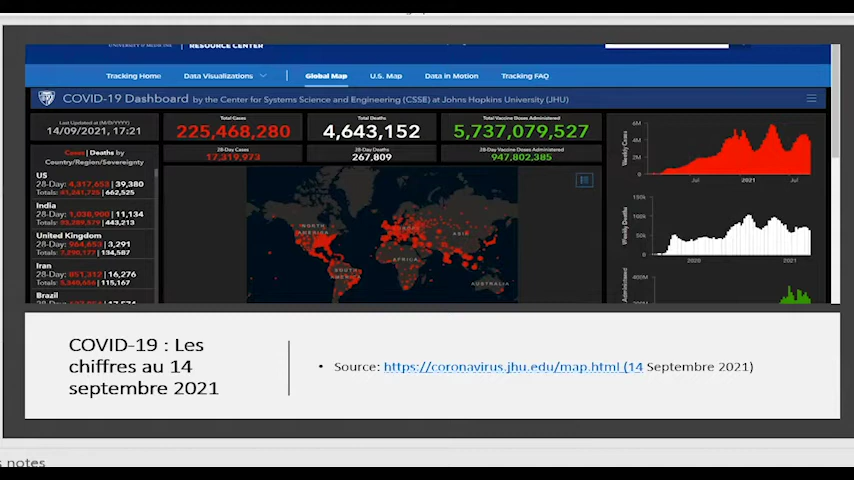 RESOURCE CENTER
Tracking Home
Data Visualizations
Global Map
U.S. Map
Data in Motion
Tracking FAQ
COVID-19 Dashboard by the Center for Systems Science and Engineering (CSSE) at Johns Hopkins University (JHU)
Last Updated at (M/D/YYYY)
14/09/2021, 17:21
Total Cases
225,468,280
Total Deaths
4,643,152
Total Vaccine Doses Administered
5,737,079,527
28-Day Cases
17,319,973
28-Day Deaths
267,809
28-Day Vaccine Doses Administered
947,802,385
Cases | Deaths by
Country/Region/Sovereignty
US
28-Day: 4,317,653 | 39,380
Totals: 41,241,725 | 662,525
India
28-Day: 1,038,900 | 11,134
Totals: 33,289,579 | 443,213
United Kingdom
28-Day: 964,653 | 3,291
Totals: 7,290,177 | 134,587
Iran
28-Day: 851,312 | 16,276
Totals: 5,340,656 | 115,167
Brazil
NORTH
AMERICA
ASIA
AFRICA
SOUTH
AMERICA
AUSTRALIA
Weekly Cases
6M
4M
2M
0
Jul
2021
Jul
Weekly Deaths
150k
100k
50k
0
2020
2021
400M
COVID-19 : Les
chiffres au 14
septembre 2021
• Source: https://coronavirus.jhu.edu/map.html (14 Septembre 2021)
notes